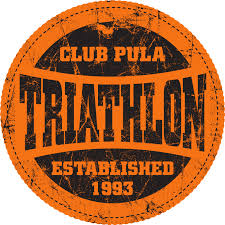 CLUB PULA
TRIATHLON
ESTABLISHED
1993